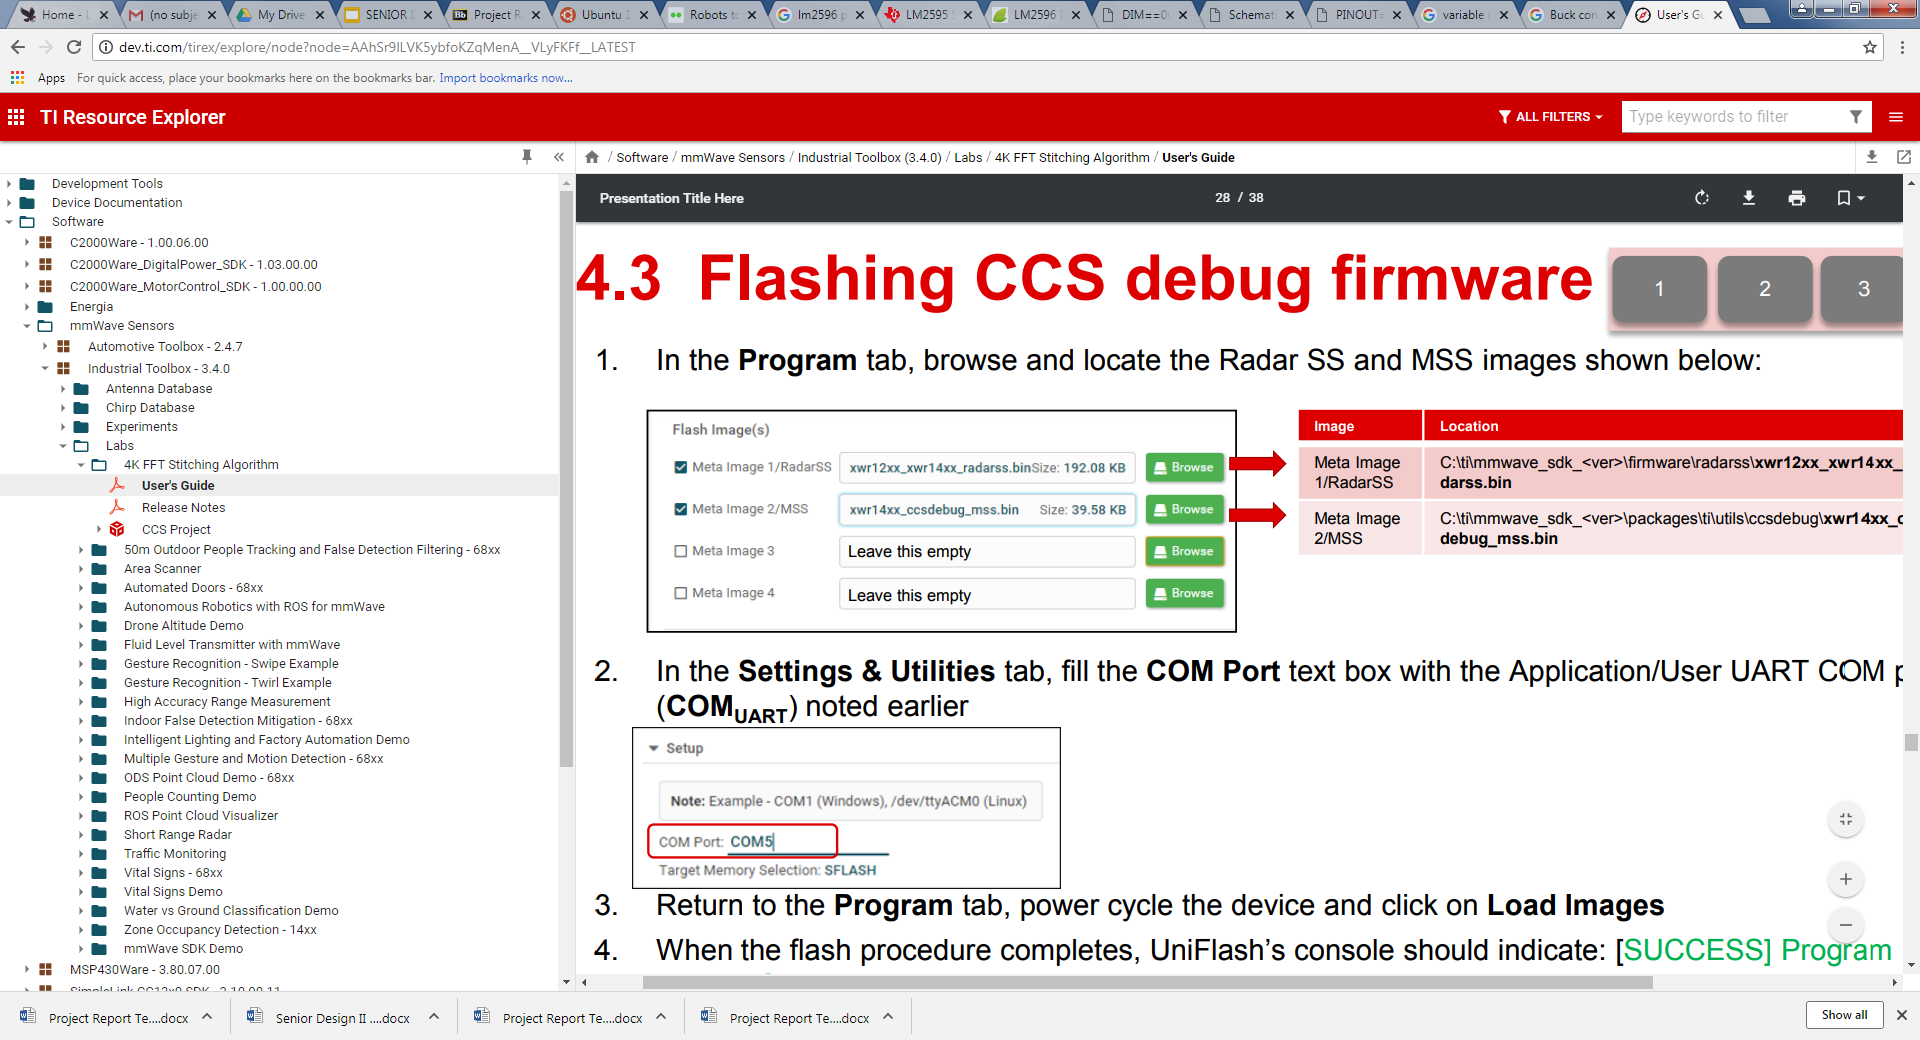 Home - L
(no subje
My Drive
SENIOR D
Project R
Ubuntu 1
Robots to
lm2596 p
LM2595 S
LM2596 D
DIM==0
Schemat
PINOUT=
variable r
Buck con
User's Gu
dev.ti.com/tirex/explore/node?node=AAhSr9ILVK5ybfoKZqMenA__VLyFKFf__LATEST
Apps
For quick access, place your bookmarks here on the bookmarks bar. Import bookmarks now...
TI Resource Explorer
ALL FILTERS
Type keywords to filter
/ Software / mmWave Sensors / Industrial Toolbox (3.4.0) / Labs / 4K FFT Stitching Algorithm / User's Guide
Development Tools
Device Documentation
Software
C2000Ware - 1.00.06.00
C2000Ware_DigitalPower_SDK - 1.03.00.00
C2000Ware_MotorControl_SDK - 1.00.00.00
Energia
mmWave Sensors
Automotive Toolbox - 2.4.7
Industrial Toolbox - 3.4.0
Antenna Database
Chirp Database
Experiments
Labs
4K FFT Stitching Algorithm
User's Guide
Release Notes
CCS Project
50m Outdoor People Tracking and False Detection Filtering - 68xx
Area Scanner
Automated Doors - 68xx
Autonomous Robotics with ROS for mmWave
Drone Altitude Demo
Fluid Level Transmitter with mmWave
Gesture Recognition - Swipe Example
Gesture Recognition - Twirl Example
High Accuracy Range Measurement
Indoor False Detection Mitigation - 68xx
Intelligent Lighting and Factory Automation Demo
Multiple Gesture and Motion Detection - 68xx
ODS Point Cloud Demo - 68xx
People Counting Demo
ROS Point Cloud Visualizer
Short Range Radar
Traffic Monitoring
Vital Signs - 68xx
Vital Signs Demo
Water vs Ground Classification Demo
Zone Occupancy Detection - 14xx
mmWave SDK Demo
MSP430Ware - 3.80.07.00
Presentation Title Here
28 / 38
4.3 Flashing CCS debug firmware
1
2
3
1. In the Program tab, browse and locate the Radar SS and MSS images shown below:
Flash Image(s)
Meta Image 1/RadarSS xwr12xx_xwr14xx_radarss.binSize: 192.08 KB Browse
Meta Image 2/MSS xwr14xx_ccsdebug_mss.bin Size: 39.58 KB Browse
Meta Image 3 Leave this empty Browse
Meta Image 4 Leave this empty Browse
Image Location
Meta Image C:\ti\mmwave_sdk_<ver>\firmware\radarss\xwr12xx_xwr14xx_
1/RadarSS darss.bin
Meta Image C:\ti\mmwave_sdk_<ver>\packages\ti\utils\ccsdebug\xwr14xx_c
2/MSS debug_mss.bin
2. In the Settings & Utilities tab, fill the COM Port text box with the Application/User UART COM p
(COMUART) noted earlier
Setup
Note: Example - COM1 (Windows), /dev/ttyACM0 (Linux)
COM Port: COM5
Target Memory Selection: SFLASH
3. Return to the Program tab, power cycle the device and click on Load Images
4. When the flash procedure completes, UniFlash's console should indicate: [SUCCESS] Program
Project Report Te....docx
Senior Design II ....docx
Project Report Te....docx
Project Report Te....docx
Show all